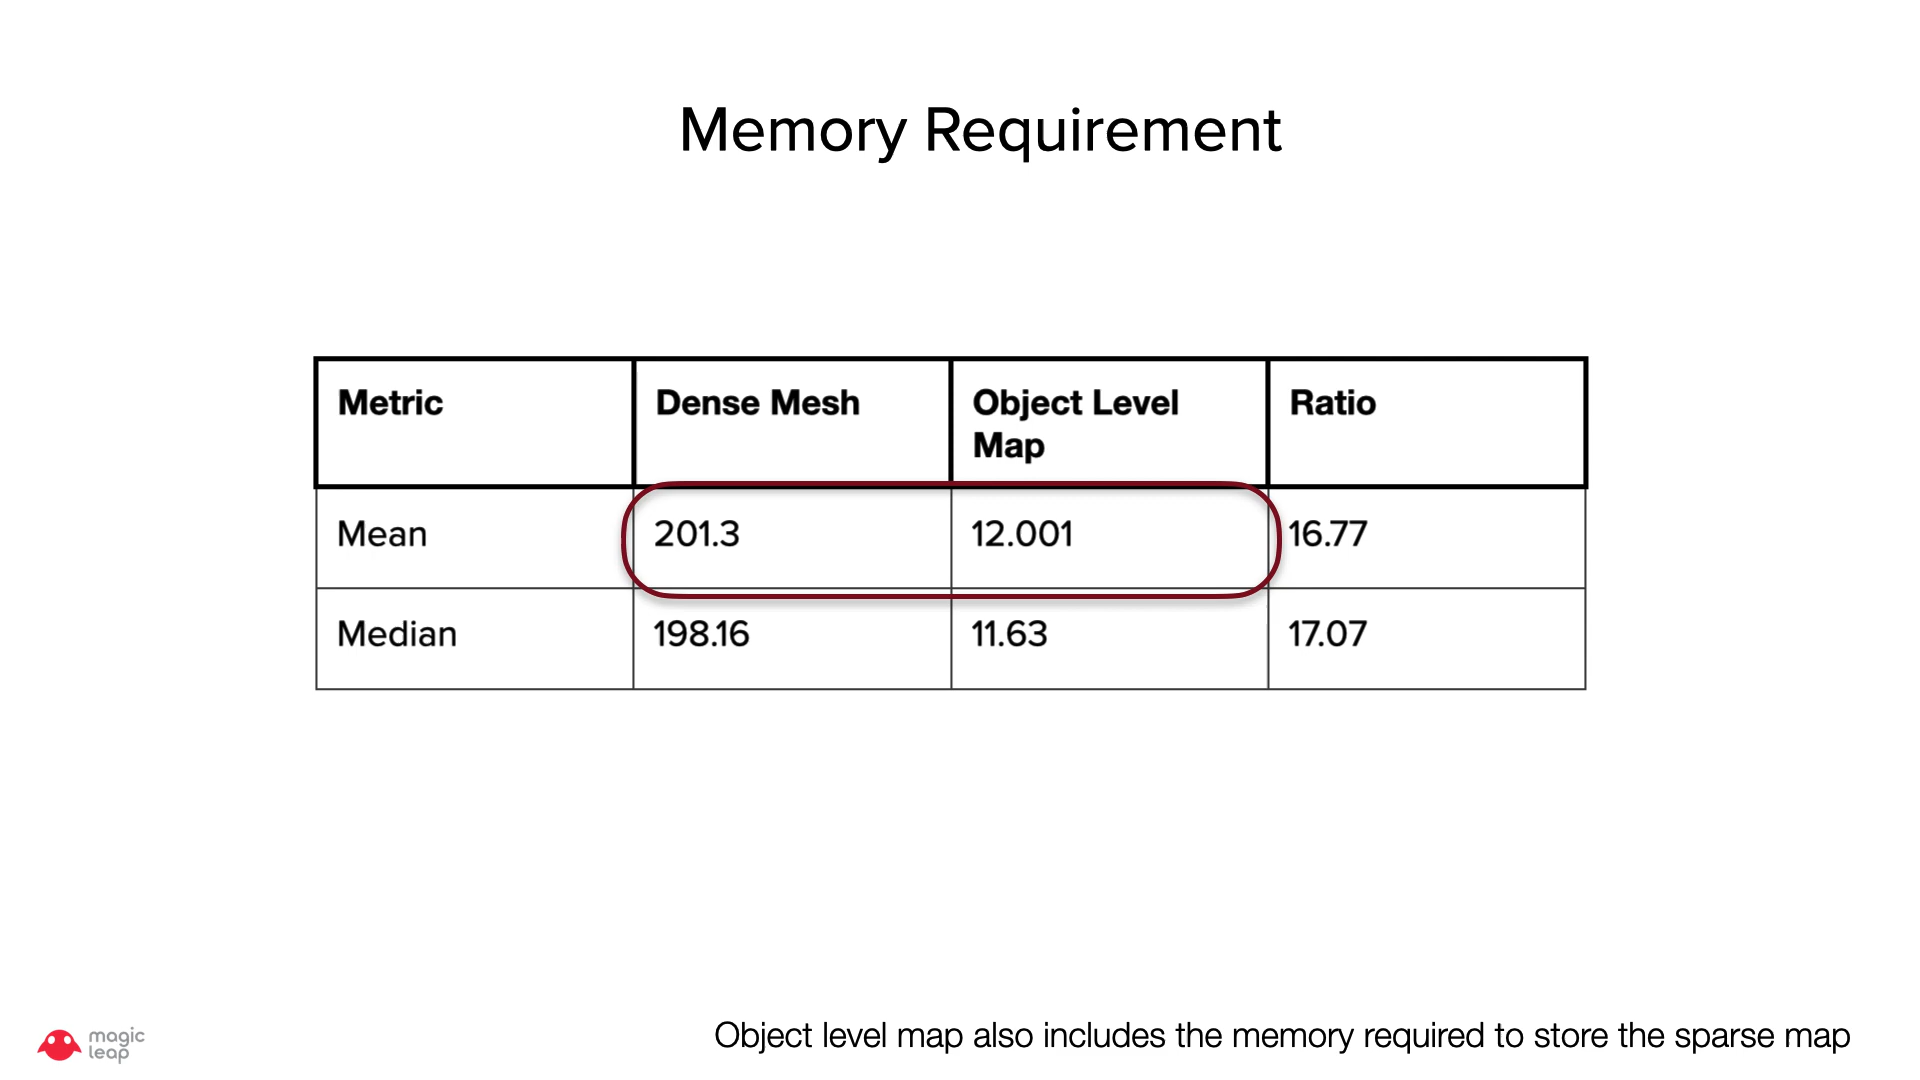 Memory Requirement
Metric Dense Mesh Object Level Ratio
Map
Mean 201.3 12.001 16.77
Median 198.16 11.63 17.07
magic
leap
Object level map also includes the memory required to store the sparse map